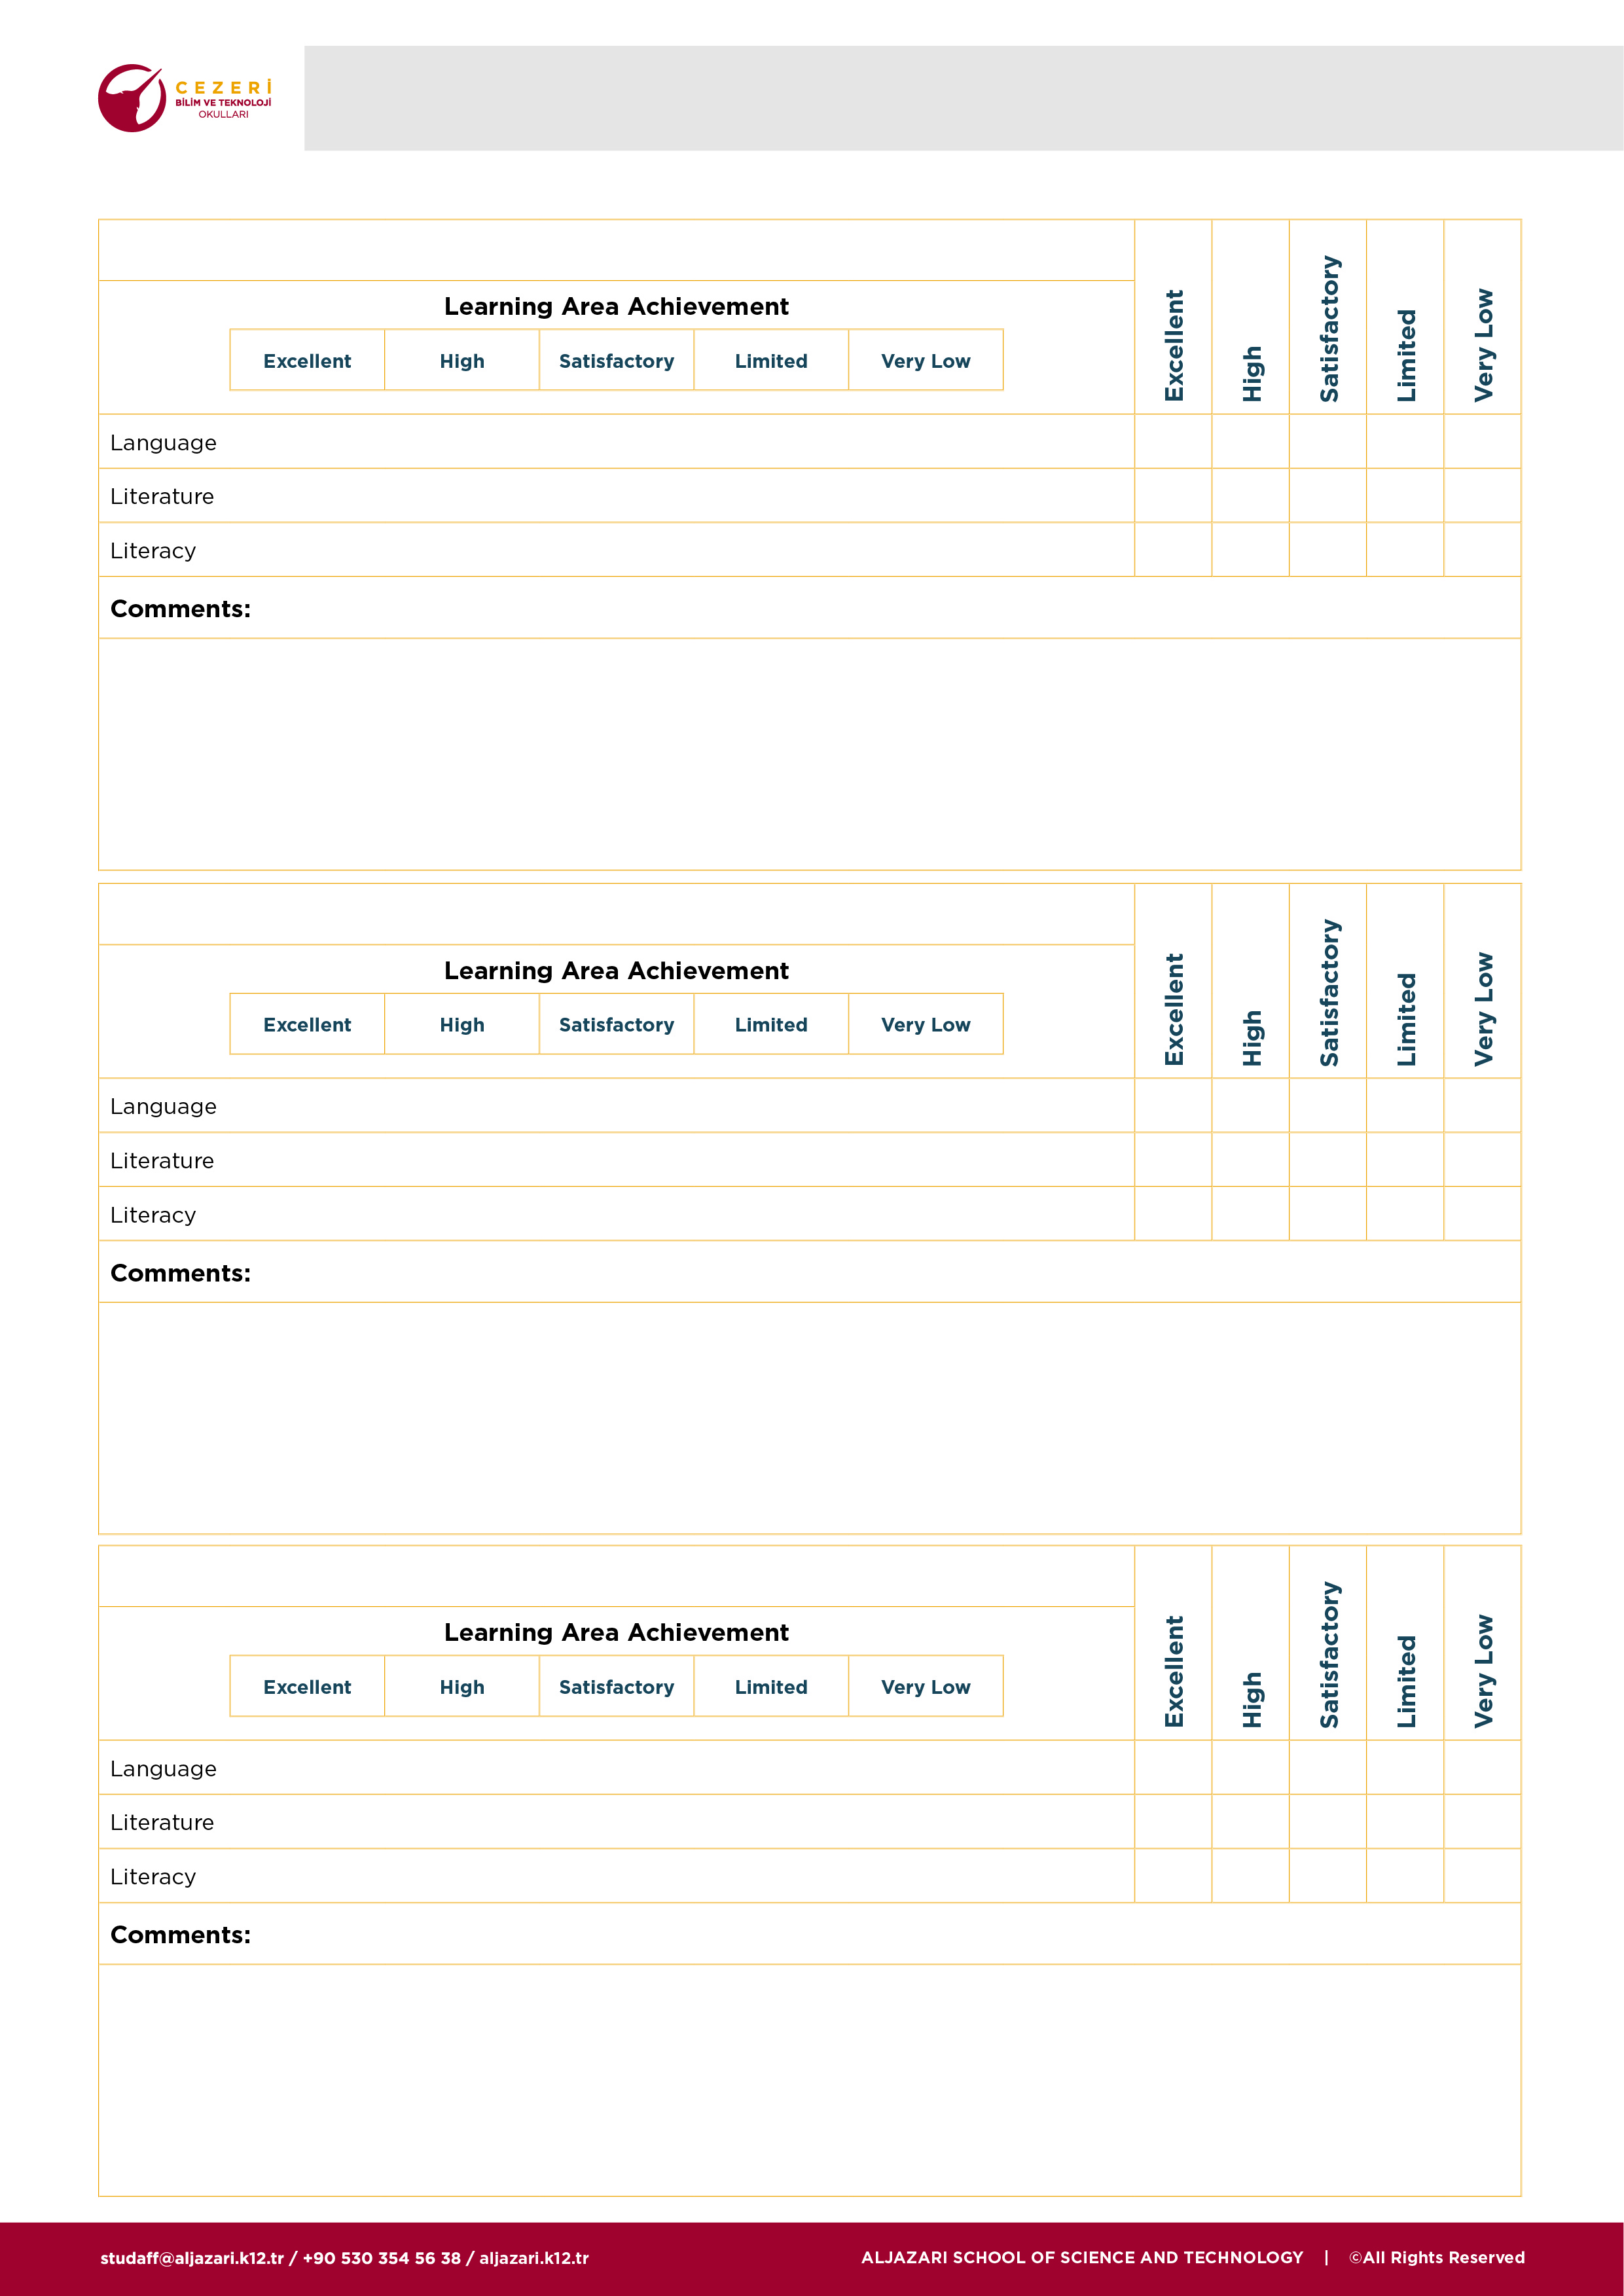 CEZERİ
BİLİM VE TEKNOLOJİ
OKULLARI
Learning Area Achievement
Excellent High Satisfactory Limited Very Low
Excellent High Satisfactory Limited Very Low
Language
Literature
Literacy
Comments:
Learning Area Achievement
Excellent High Satisfactory Limited Very Low
Excellent High Satisfactory Limited Very Low
Language
Literature
Literacy
Comments:
Learning Area Achievement
Excellent High Satisfactory Limited Very Low
Excellent High Satisfactory Limited Very Low
Language
Literature
Literacy
Comments:
studaff@aljazari.k12.tr / +90 530 354 56 38 / aljazari.k12.tr
ALJAZARI SCHOOL OF SCIENCE AND TECHNOLOGY | ©All Rights Reserved